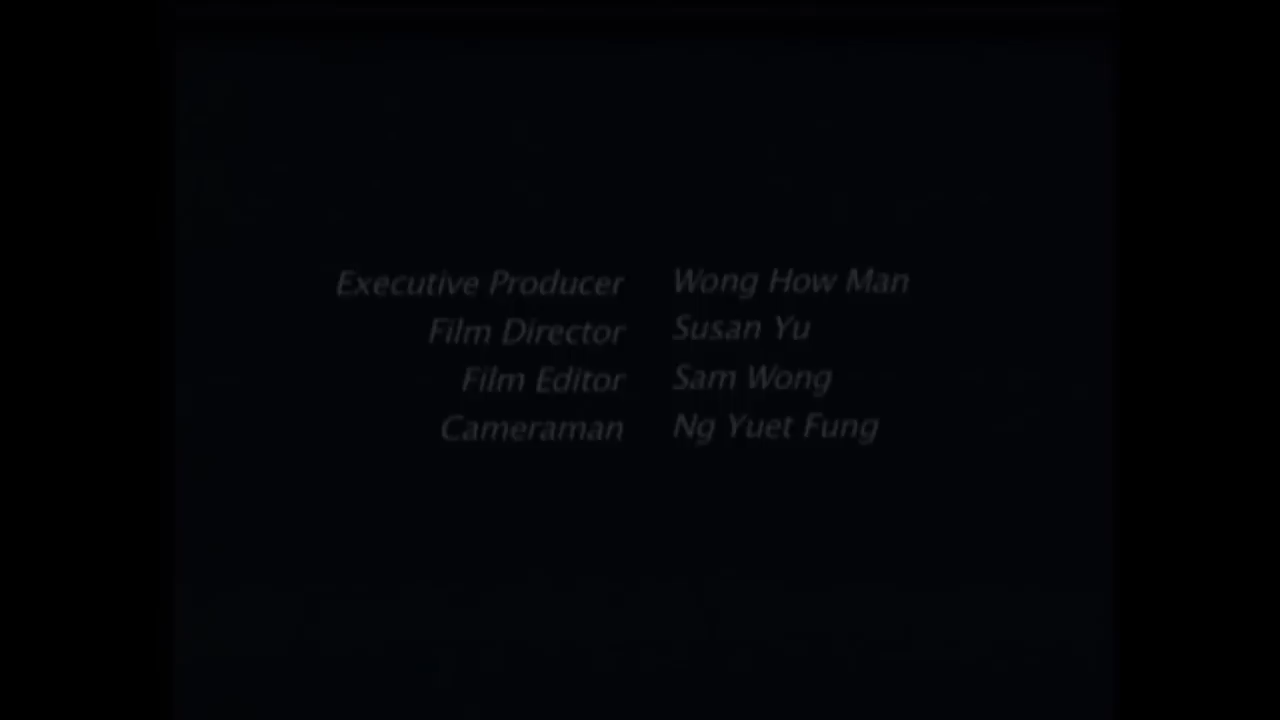 Executive Producer Wong How Man
Film Director Susan Yu
Film Editor Sam Wong
Cameraman Ng Yuet Fung